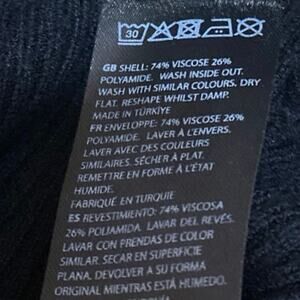 30
GB SHELL: 74% VISCOSE 26%
POLYAMIDE. WASH INSIDE OUT.
WASH WITH SIMILAR COLOURS. DRY
FLAT. RESHAPE WHILST DAMP.
MADE IN TÜRKİYE
FR ENVELOPPE: 74% VISCOSE 26%
POLYAMIDE. LAVER À L'ENVERS.
LAVER AVEC DES COULEURS
SIMILAIRES. SÉCHER À PLAT.
REMETTRE EN FORME À L'ÉTAT
HUMIDE.
FABRIQUÉ EN TURQUIE
ES REVESTIMIENTO: 74% VISCOSA
26% POLIAMIDA. LAVAR DEL REVÉS.
LAVAR CON PRENDAS DE COLOR
SIMILAR. SECAR EN SUPERFICIE
PLANA. DEVOLVER A SU FORMA
ORIGINAL MIENTRAS ESTÁ HUMEDO.